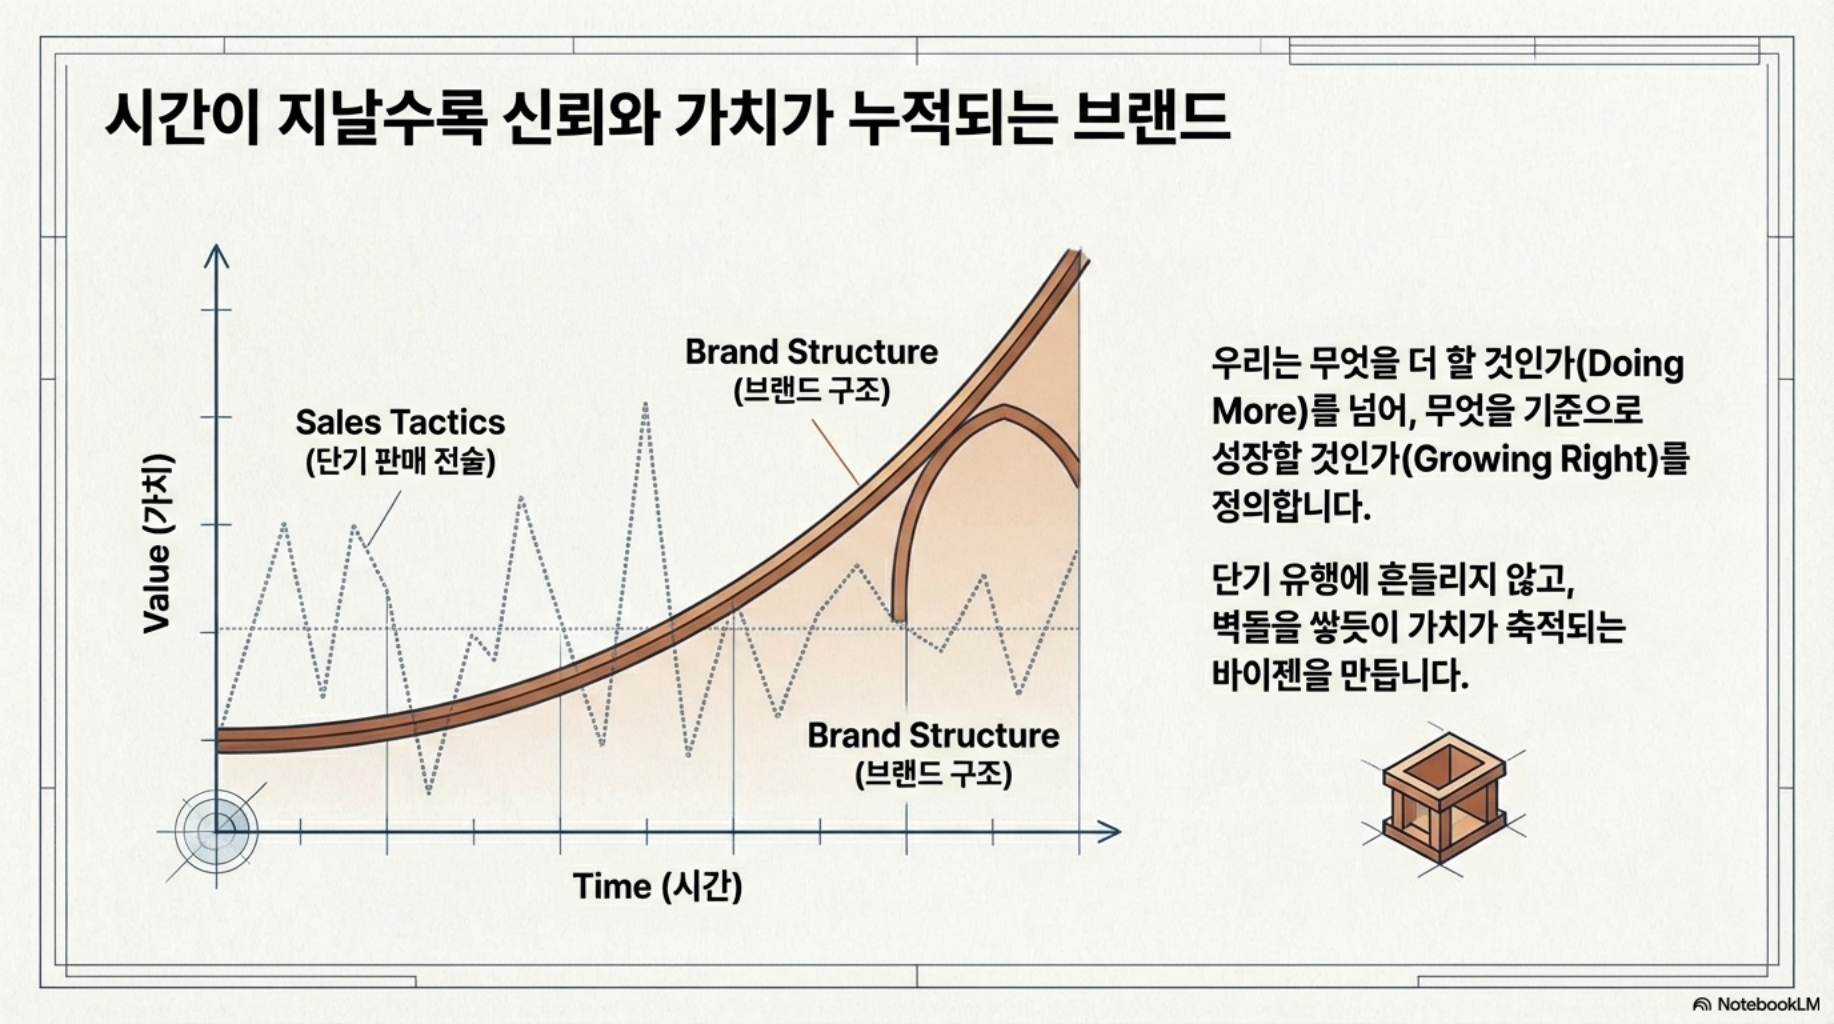 시간이 지날수록 신뢰와 가치가 누적되는 브랜드
Brand Structure
(브랜드 구조)
Sales Tactics
(단기 판매 전술)
Value (가치)
Brand Structure
(브랜드 구조)
Time (시간)
우리는 무엇을 더 할 것인가(Doing
More)를 넘어, 무엇을 기준으로
성장할 것인가(Growing Right)를
정의합니다.
단기 유행에 흔들리지 않고,
벽돌을 쌓듯이 가치가 축적되는
바이젠을 만듭니다.
NotebookLM